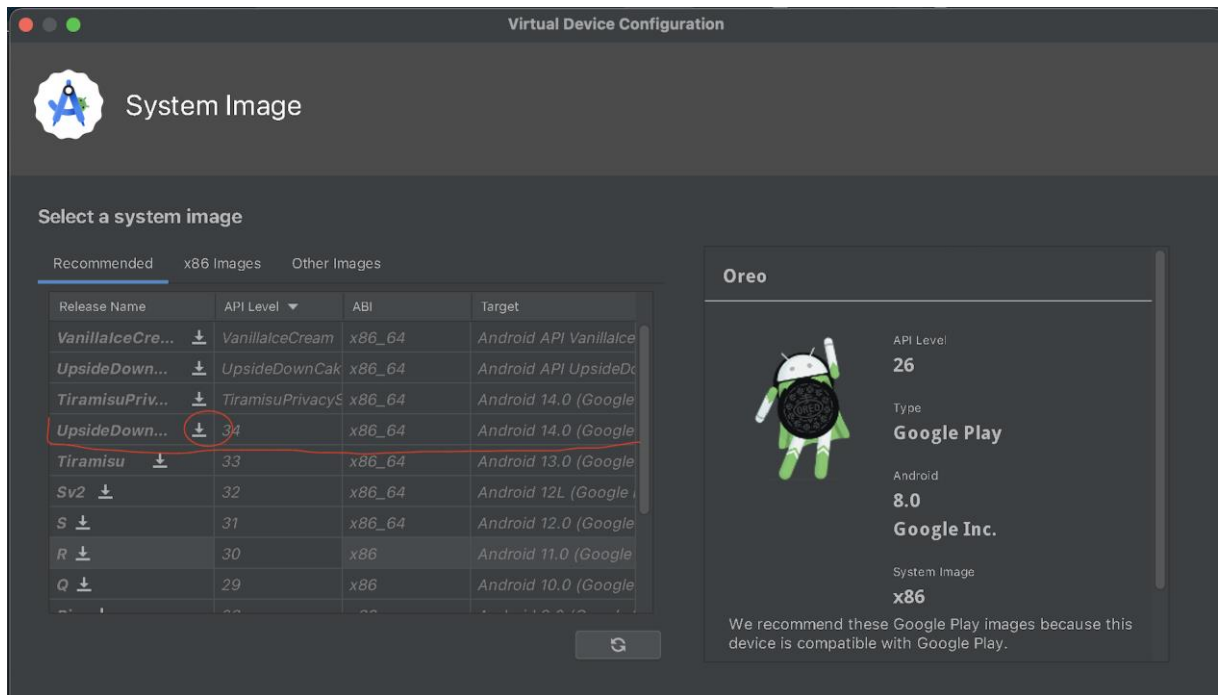 Virtual Device Configuration
System Image
Select a system image
Recommended x86 Images Other Images
Release Name API Level ABI Target
VanillaIceCre... VanillaIceCream x86_64 Android API VanillaIce
UpsideDown... UpsideDownCak x86_64 Android API UpsideDo
TiramisuPriv... TiramisuPrivacyS x86_64 Android 14.0 (Google
UpsideDown... 34 x86_64 Android 14.0 (Google
Tiramisu 33 x86_64 Android 13.0 (Google
Sv2 32 x86_64 Android 12L (Google
S 31 x86_64 Android 12.0 (Google
R 30 x86 Android 11.0 (Google
Q 29 x86 Android 10.0 (Google
Oreo
OREO
API Level
26
Type
Google Play
Android
8.0
Google Inc.
System Image
x86
We recommend these Google Play images because this
device is compatible with Google Play.